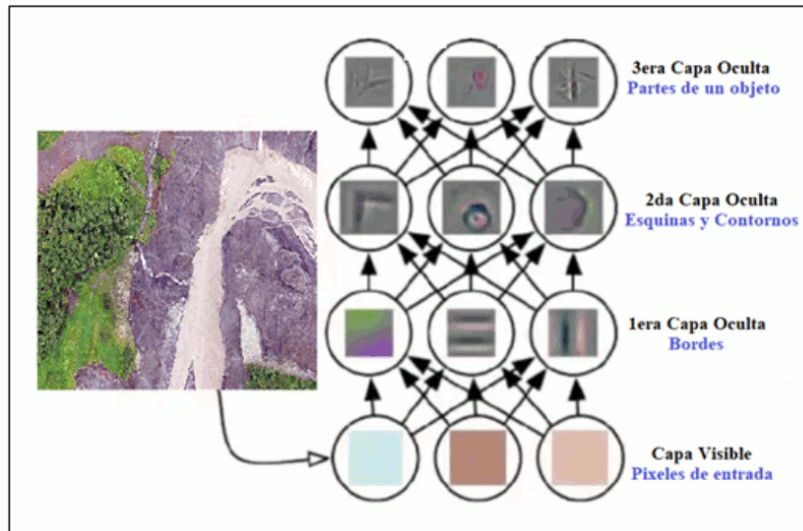 3era Capa Oculta
Partes de un objeto
2da Capa Oculta
Esquinas y Contornos
1era Capa Oculta
Bordes
Capa Visible
Pixeles de entrada